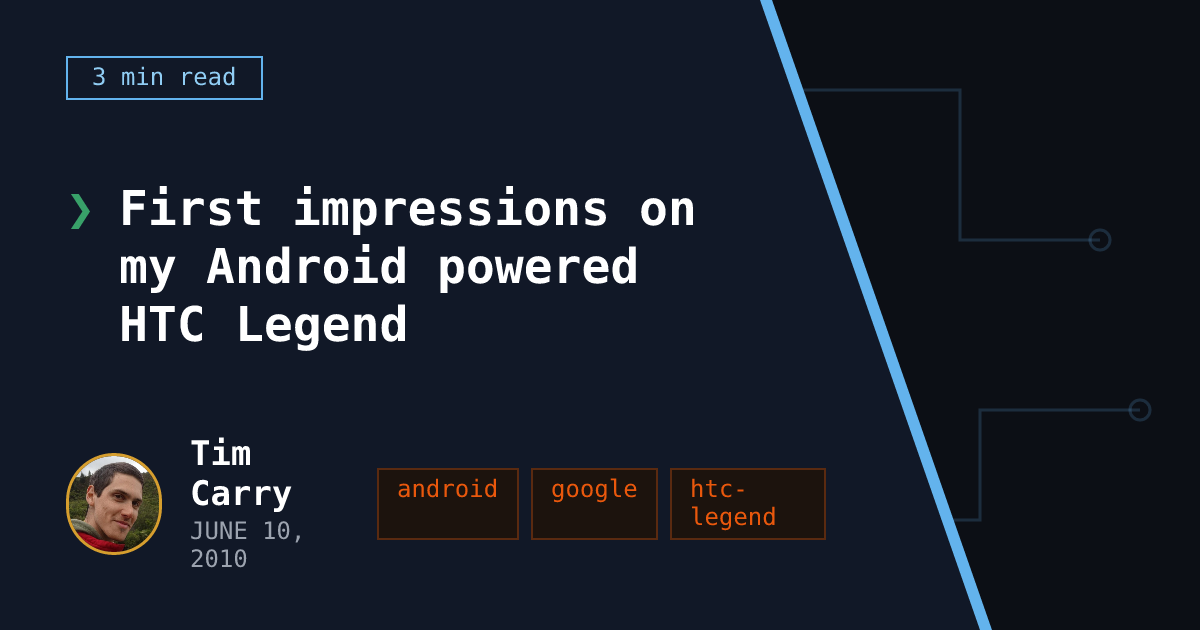 3 min read
❯ First impressions on
my Android powered
HTC Legend
Tim
Carry
JUNE 10,
2010
android
google
htc-
legend